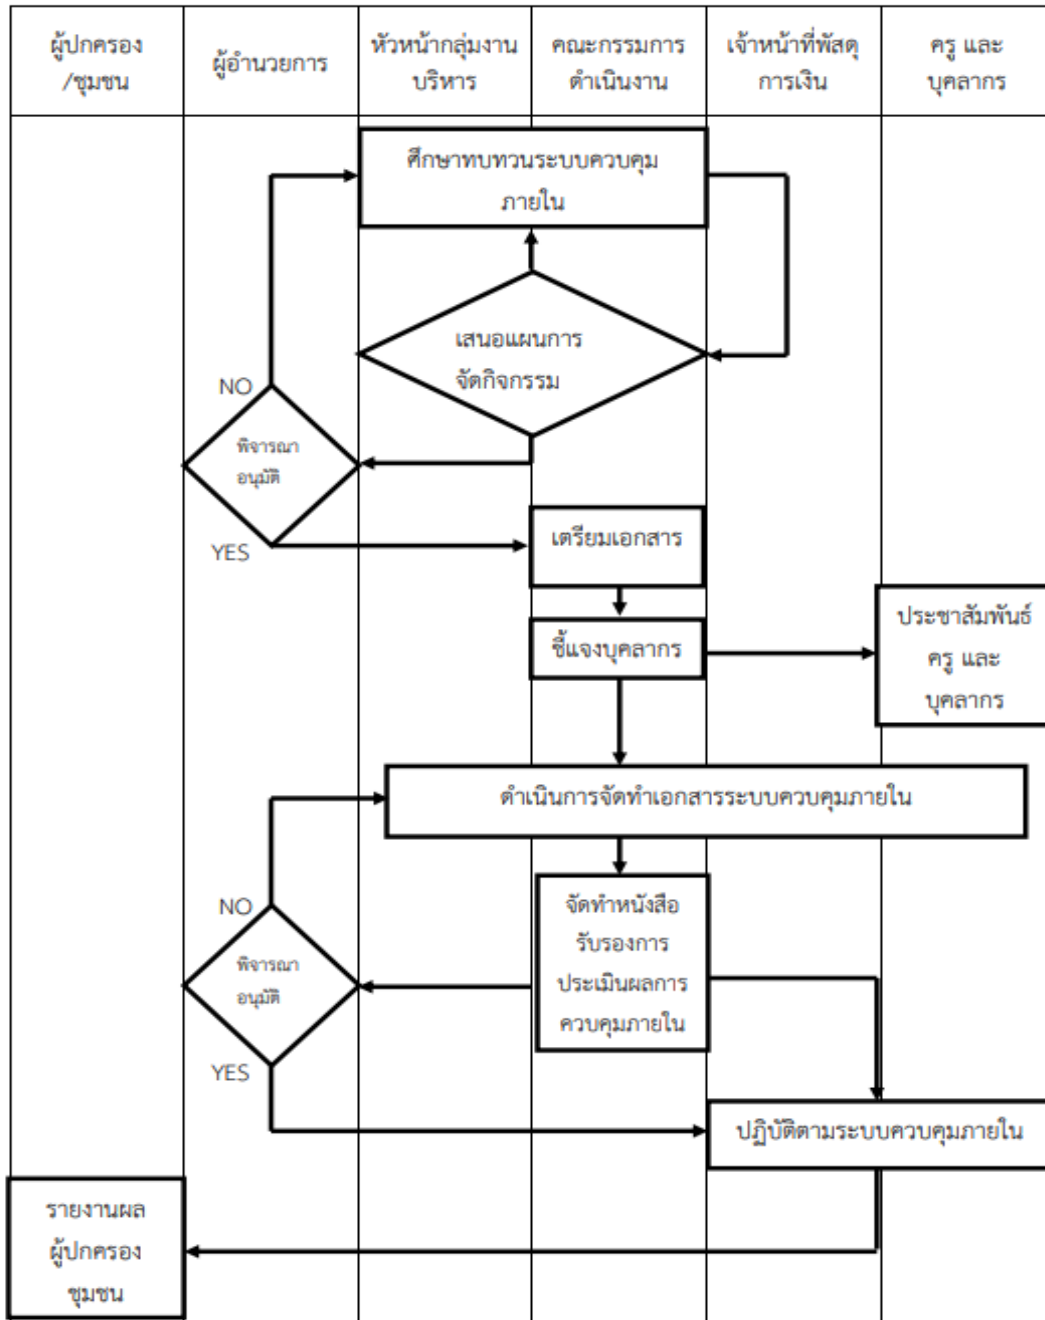 ผู้ปกครอง
/ชุมชน
ผู้อำนวยการ
หัวหน้ากลุ่มงาน
บริหาร
คณะกรรมการ
ดำเนินงาน
เจ้าหน้าที่พัสดุ
การเงิน
ครู และ
บุคลากร
ศึกษาทบทวนระบบควบคุม
ภายใน
เสนอแผนการ
จัดกิจกรรม
NO
พิจารณา
อนุมัติ
YES
เตรียมเอกสาร
ชี้แจงบุคลากร
ประชาสัมพันธ์
ครู และ
บุคลากร
ดำเนินการจัดทำเอกสารระบบควบคุมภายใน
จัดทำหนังสือ
รับรองการ
ประเมินผลการ
ควบคุมภายใน
NO
พิจารณา
อนุมัติ
YES
ปฏิบัติตามระบบควบคุมภายใน
รายงานผล
ผู้ปกครอง
ชุมชน